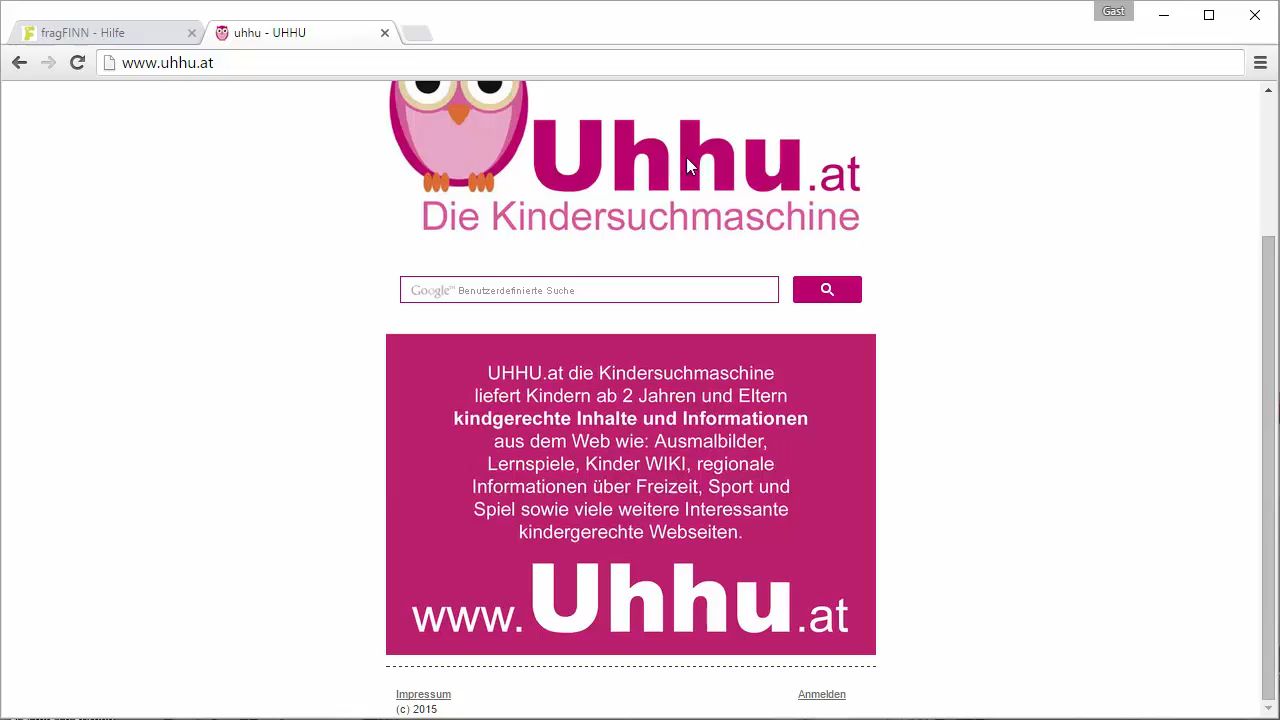 Gast
fragFINN - Hilfe
uhhu - UHHU
www.uhhu.at
Uhhu.at
Die Kindersuchmaschine
Google™ Benutzerdefinierte Suche
UHHU.at die Kindersuchmaschine
liefert Kindern ab 2 Jahren und Eltern
kindgerechte Inhalte und Informationen
aus dem Web wie: Ausmalbilder,
Lernspiele, Kinder WIKI, regionale
Informationen über Freizeit, Sport und
Spiel sowie viele weitere Interessante
kindergerechte Webseiten.
www.Uhhu.at
Impressum
Anmelden
(c) 2015